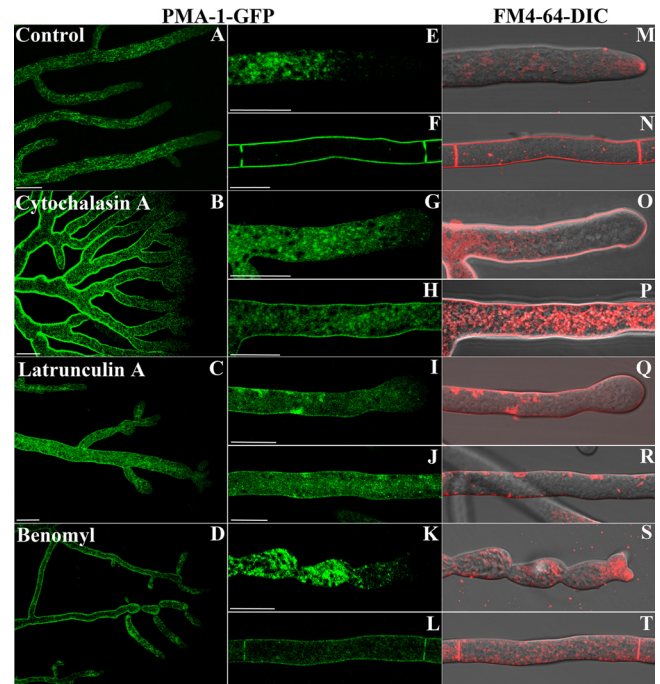 PMA-1-GFP FM4-64-DIC
Control A E M
F N
Cytochalasin A B G O
H P
Latrunculin A C I Q
J R
Benomyl D K S
L T